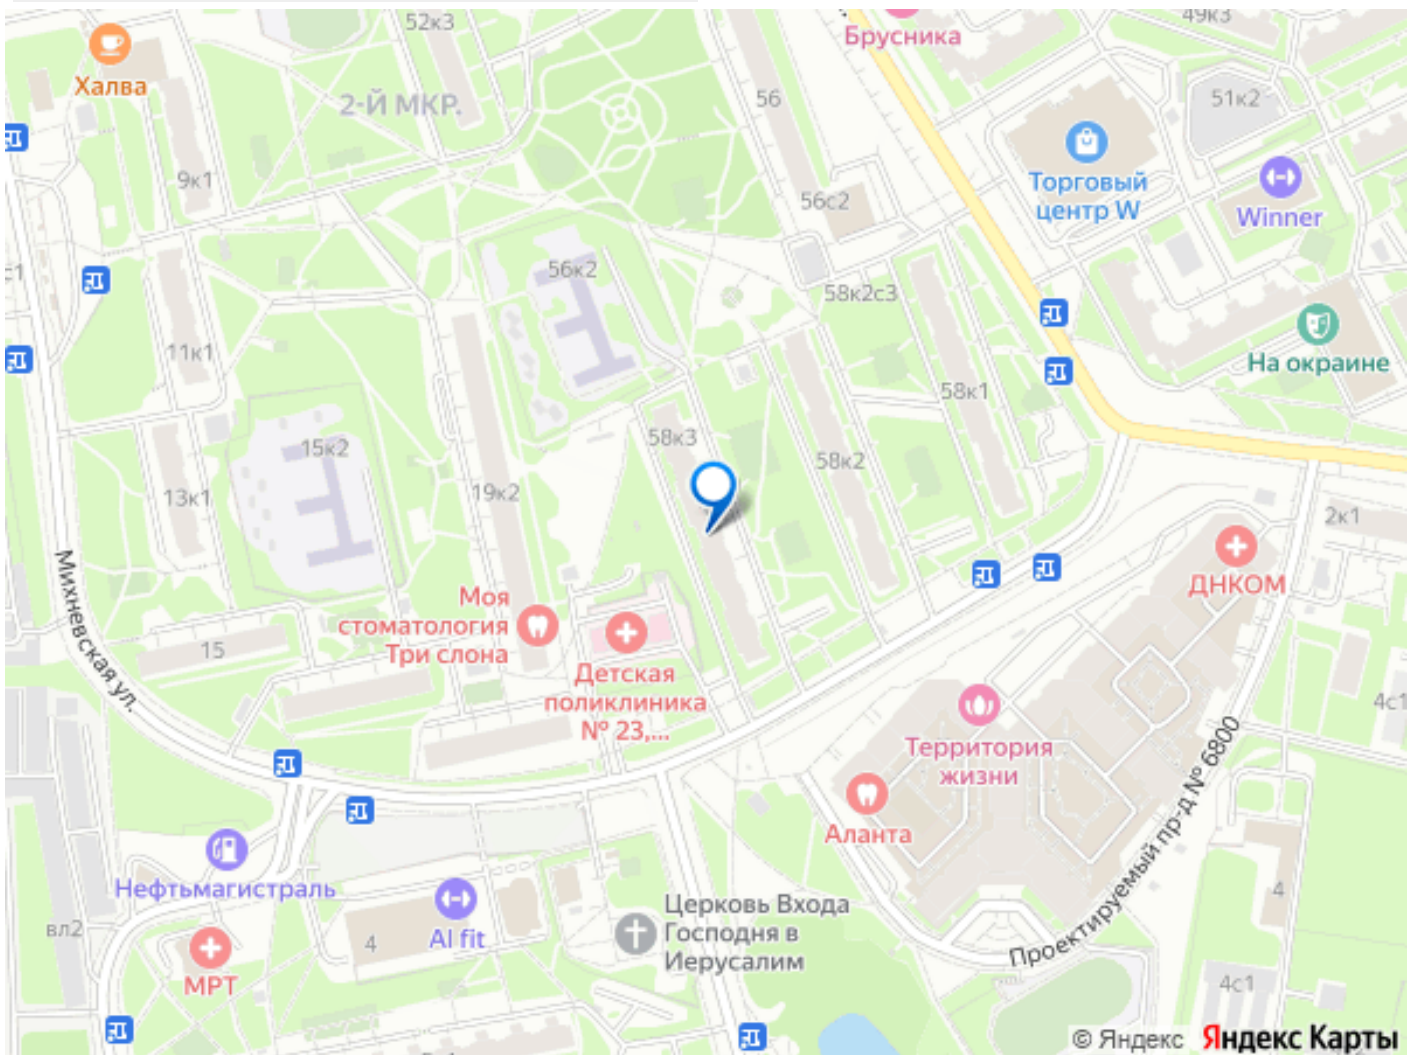 52к3
Брусника
49к3
Халва
2-Й МКР.
56
51к2
9к1
56с2
Торговый
центр W
Winner
с1
56к2
58к2с3
11к1
На окраине
58к1
15к2
58к3
58к2
13к1
19к2
2к1
ДНКОМ
Моя
стоматология
Три слона
Михневская ул.
15
Детская
поликлиника
№ 23,...
4с1
Территория
жизни
Проектируемый пр-д № 6800
Аланта
Нефтьмагистраль
4
вл2
4
AI fit
Церковь Входа
Господня в
Иерусалим
МРТ
4с1
© Яндекс Яндекс Карты